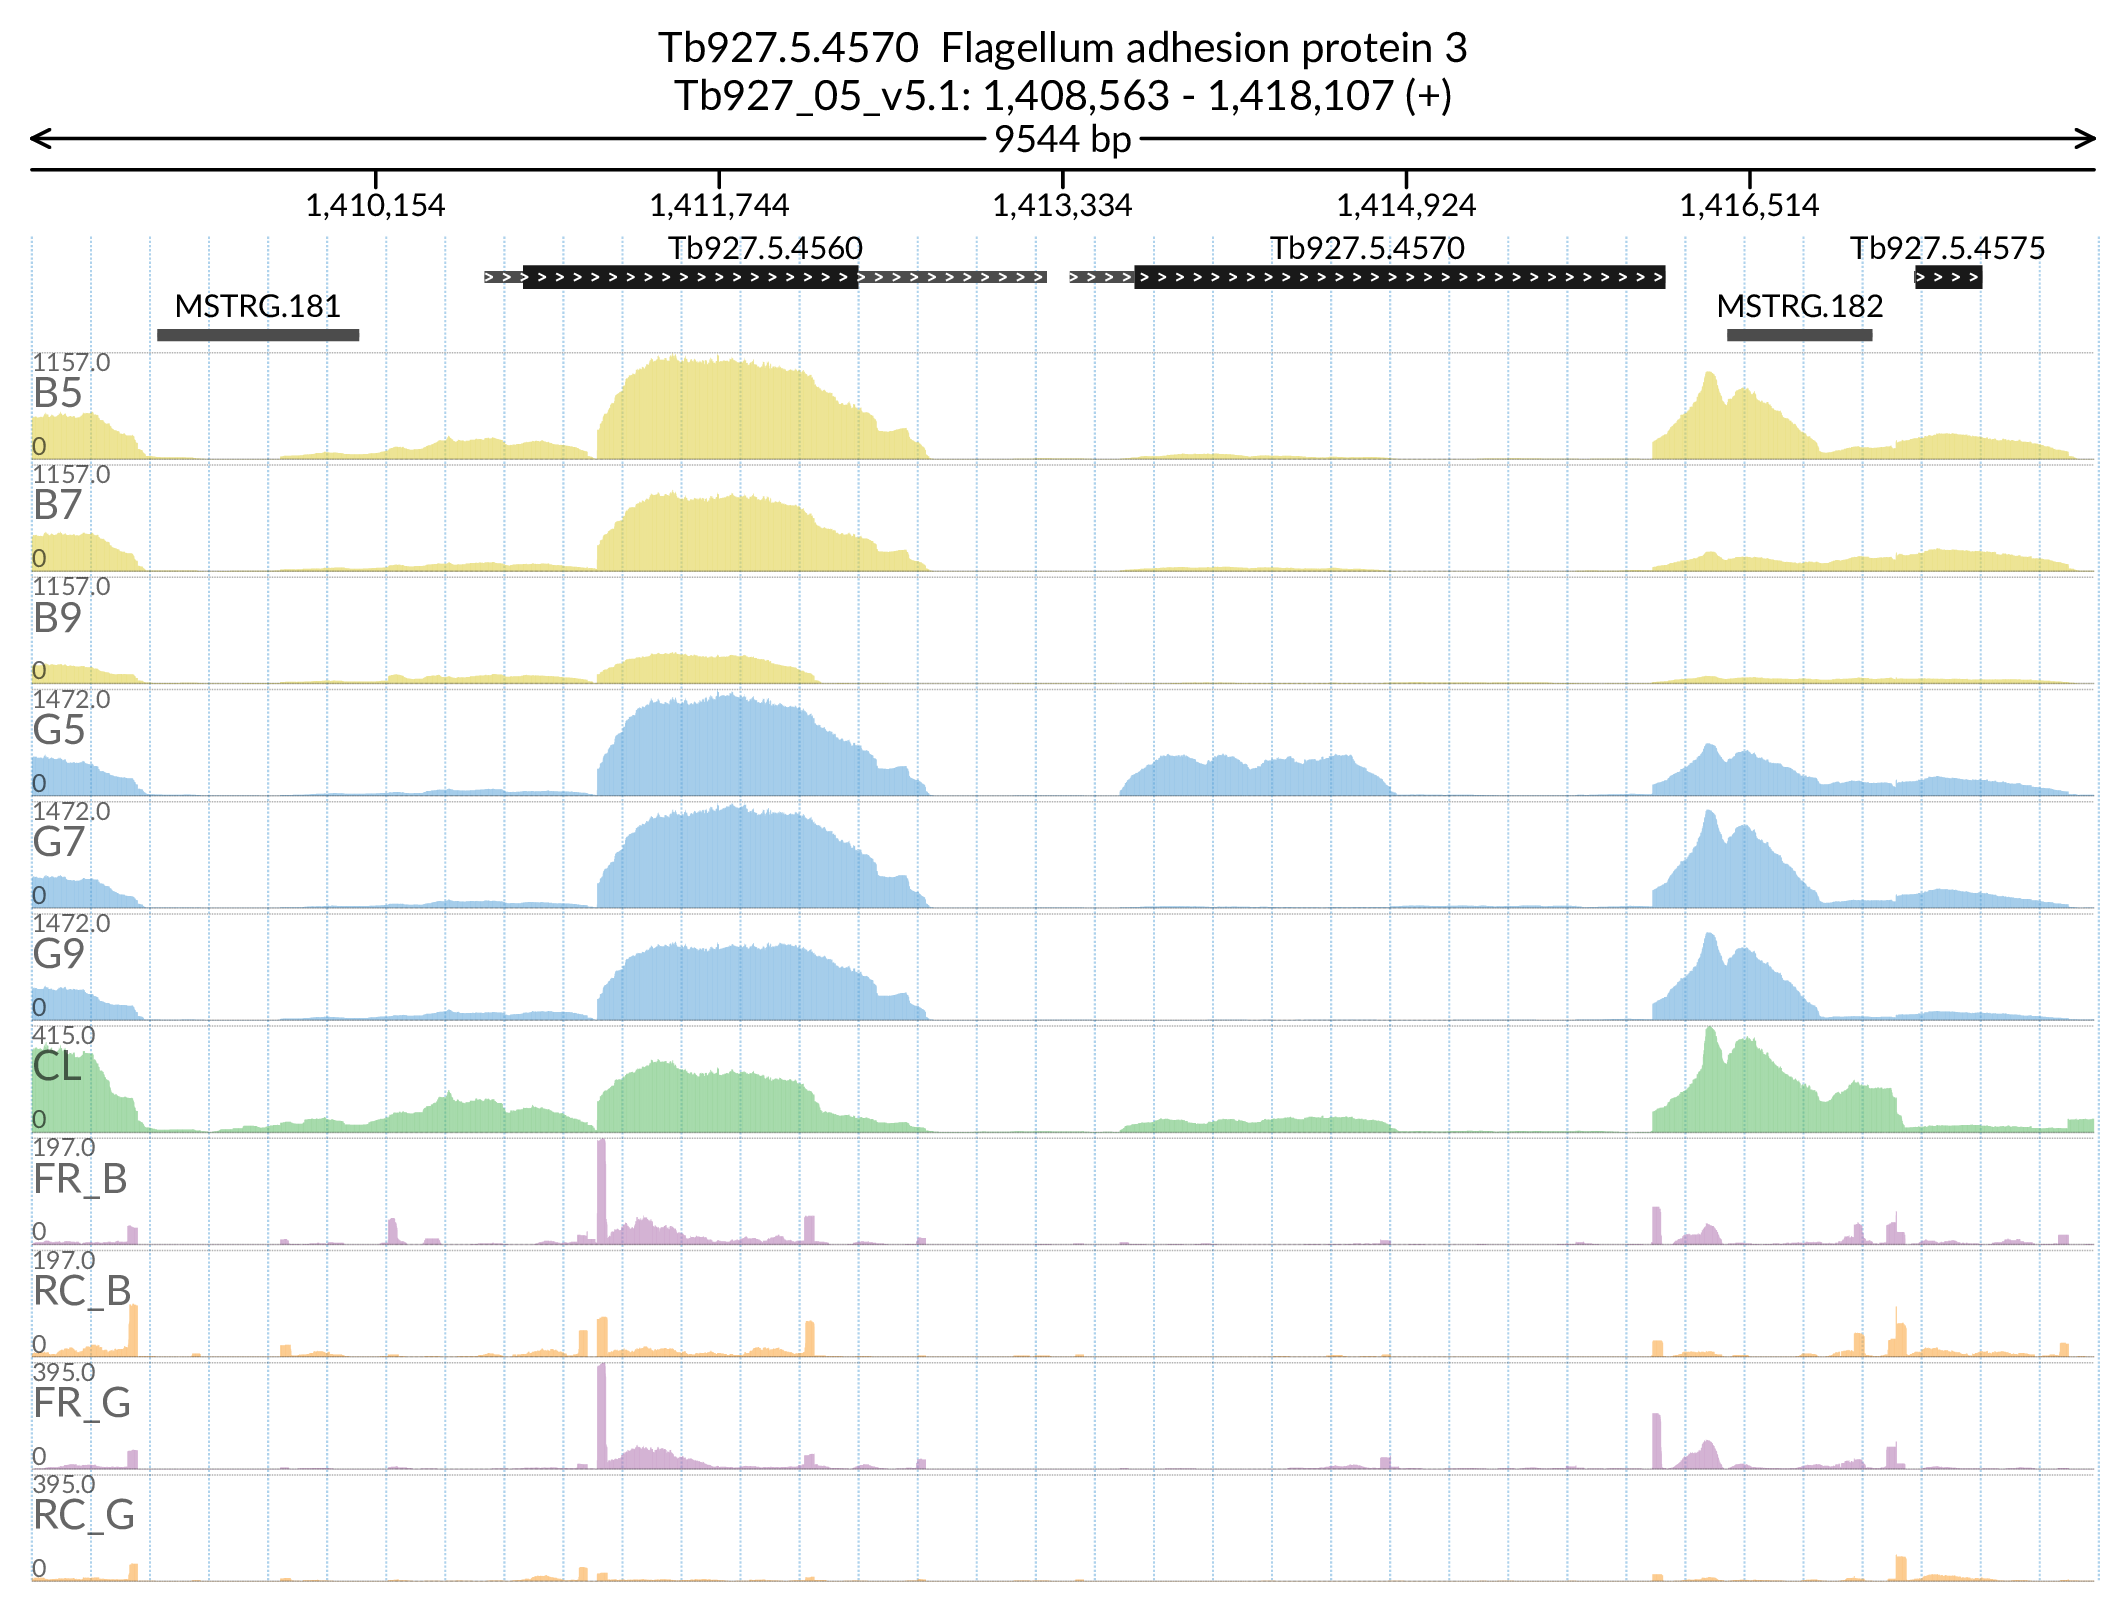 Tb927.5.4570  Flagellum adhesion protein 3
Tb927_05_v5.1: 1,408,563 - 1,418,107 (+)
9544 bp
1,410,154 1,411,744 1,413,334 1,414,924 1,416,514
Tb927.5.4560 Tb927.5.4570 Tb927.5.4575
MSTRG.181 MSTRG.182
1157.0
B5
0
1157.0
B7
0
1157.0
B9
0
1472.0
G5
0
1472.0
G7
0
1472.0
G9
0
415.0
CL
0
197.0
FR_B
0
197.0
RC_B
0
395.0
FR_G
0
395.0
RC_G
0